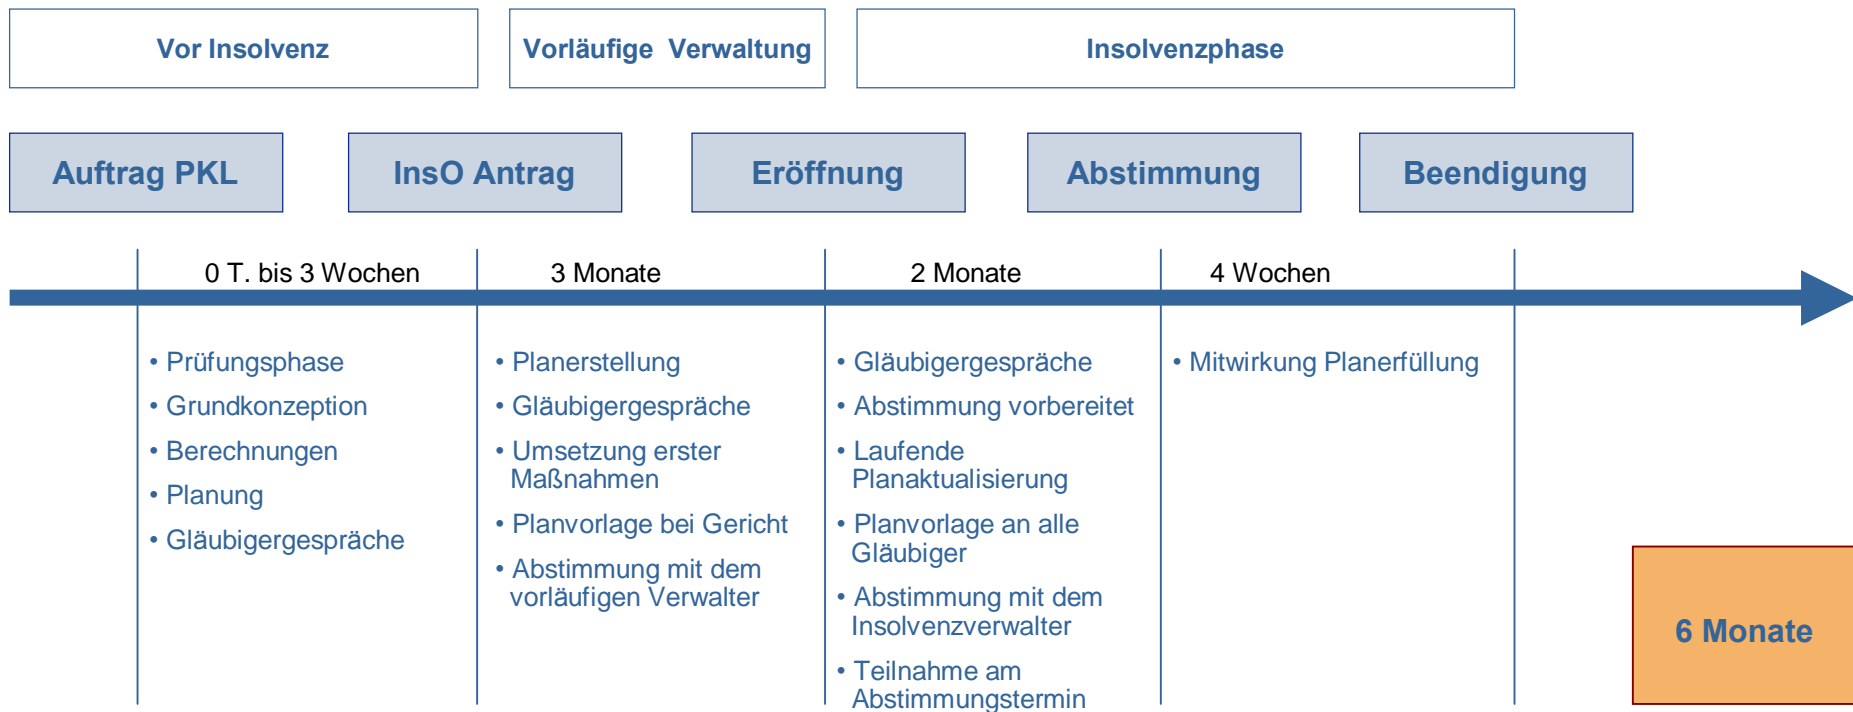 Vor Insolvenz
Vorläufige Verwaltung
Insolvenzphase
Auftrag PKL
InsO Antrag
Eröffnung
Abstimmung
Beendigung
0 T. bis 3 Wochen
3 Monate
2 Monate
4 Wochen
• Prüfungsphase
• Grundkonzeption
• Berechnungen
• Planung
• Gläubigergespräche
• Planerstellung
• Gläubigergespräche
• Umsetzung erster
Maßnahmen
• Planvorlage bei Gericht
• Abstimmung mit dem
vorläufigen Verwalter
• Gläubigergespräche
• Abstimmung vorbereitet
• Laufende
Planaktualisierung
• Planvorlage an alle
Gläubiger
• Abstimmung mit dem
Insolvenzverwalter
• Teilnahme am
Abstimmungstermin
• Mitwirkung Planerfüllung
6 Monate